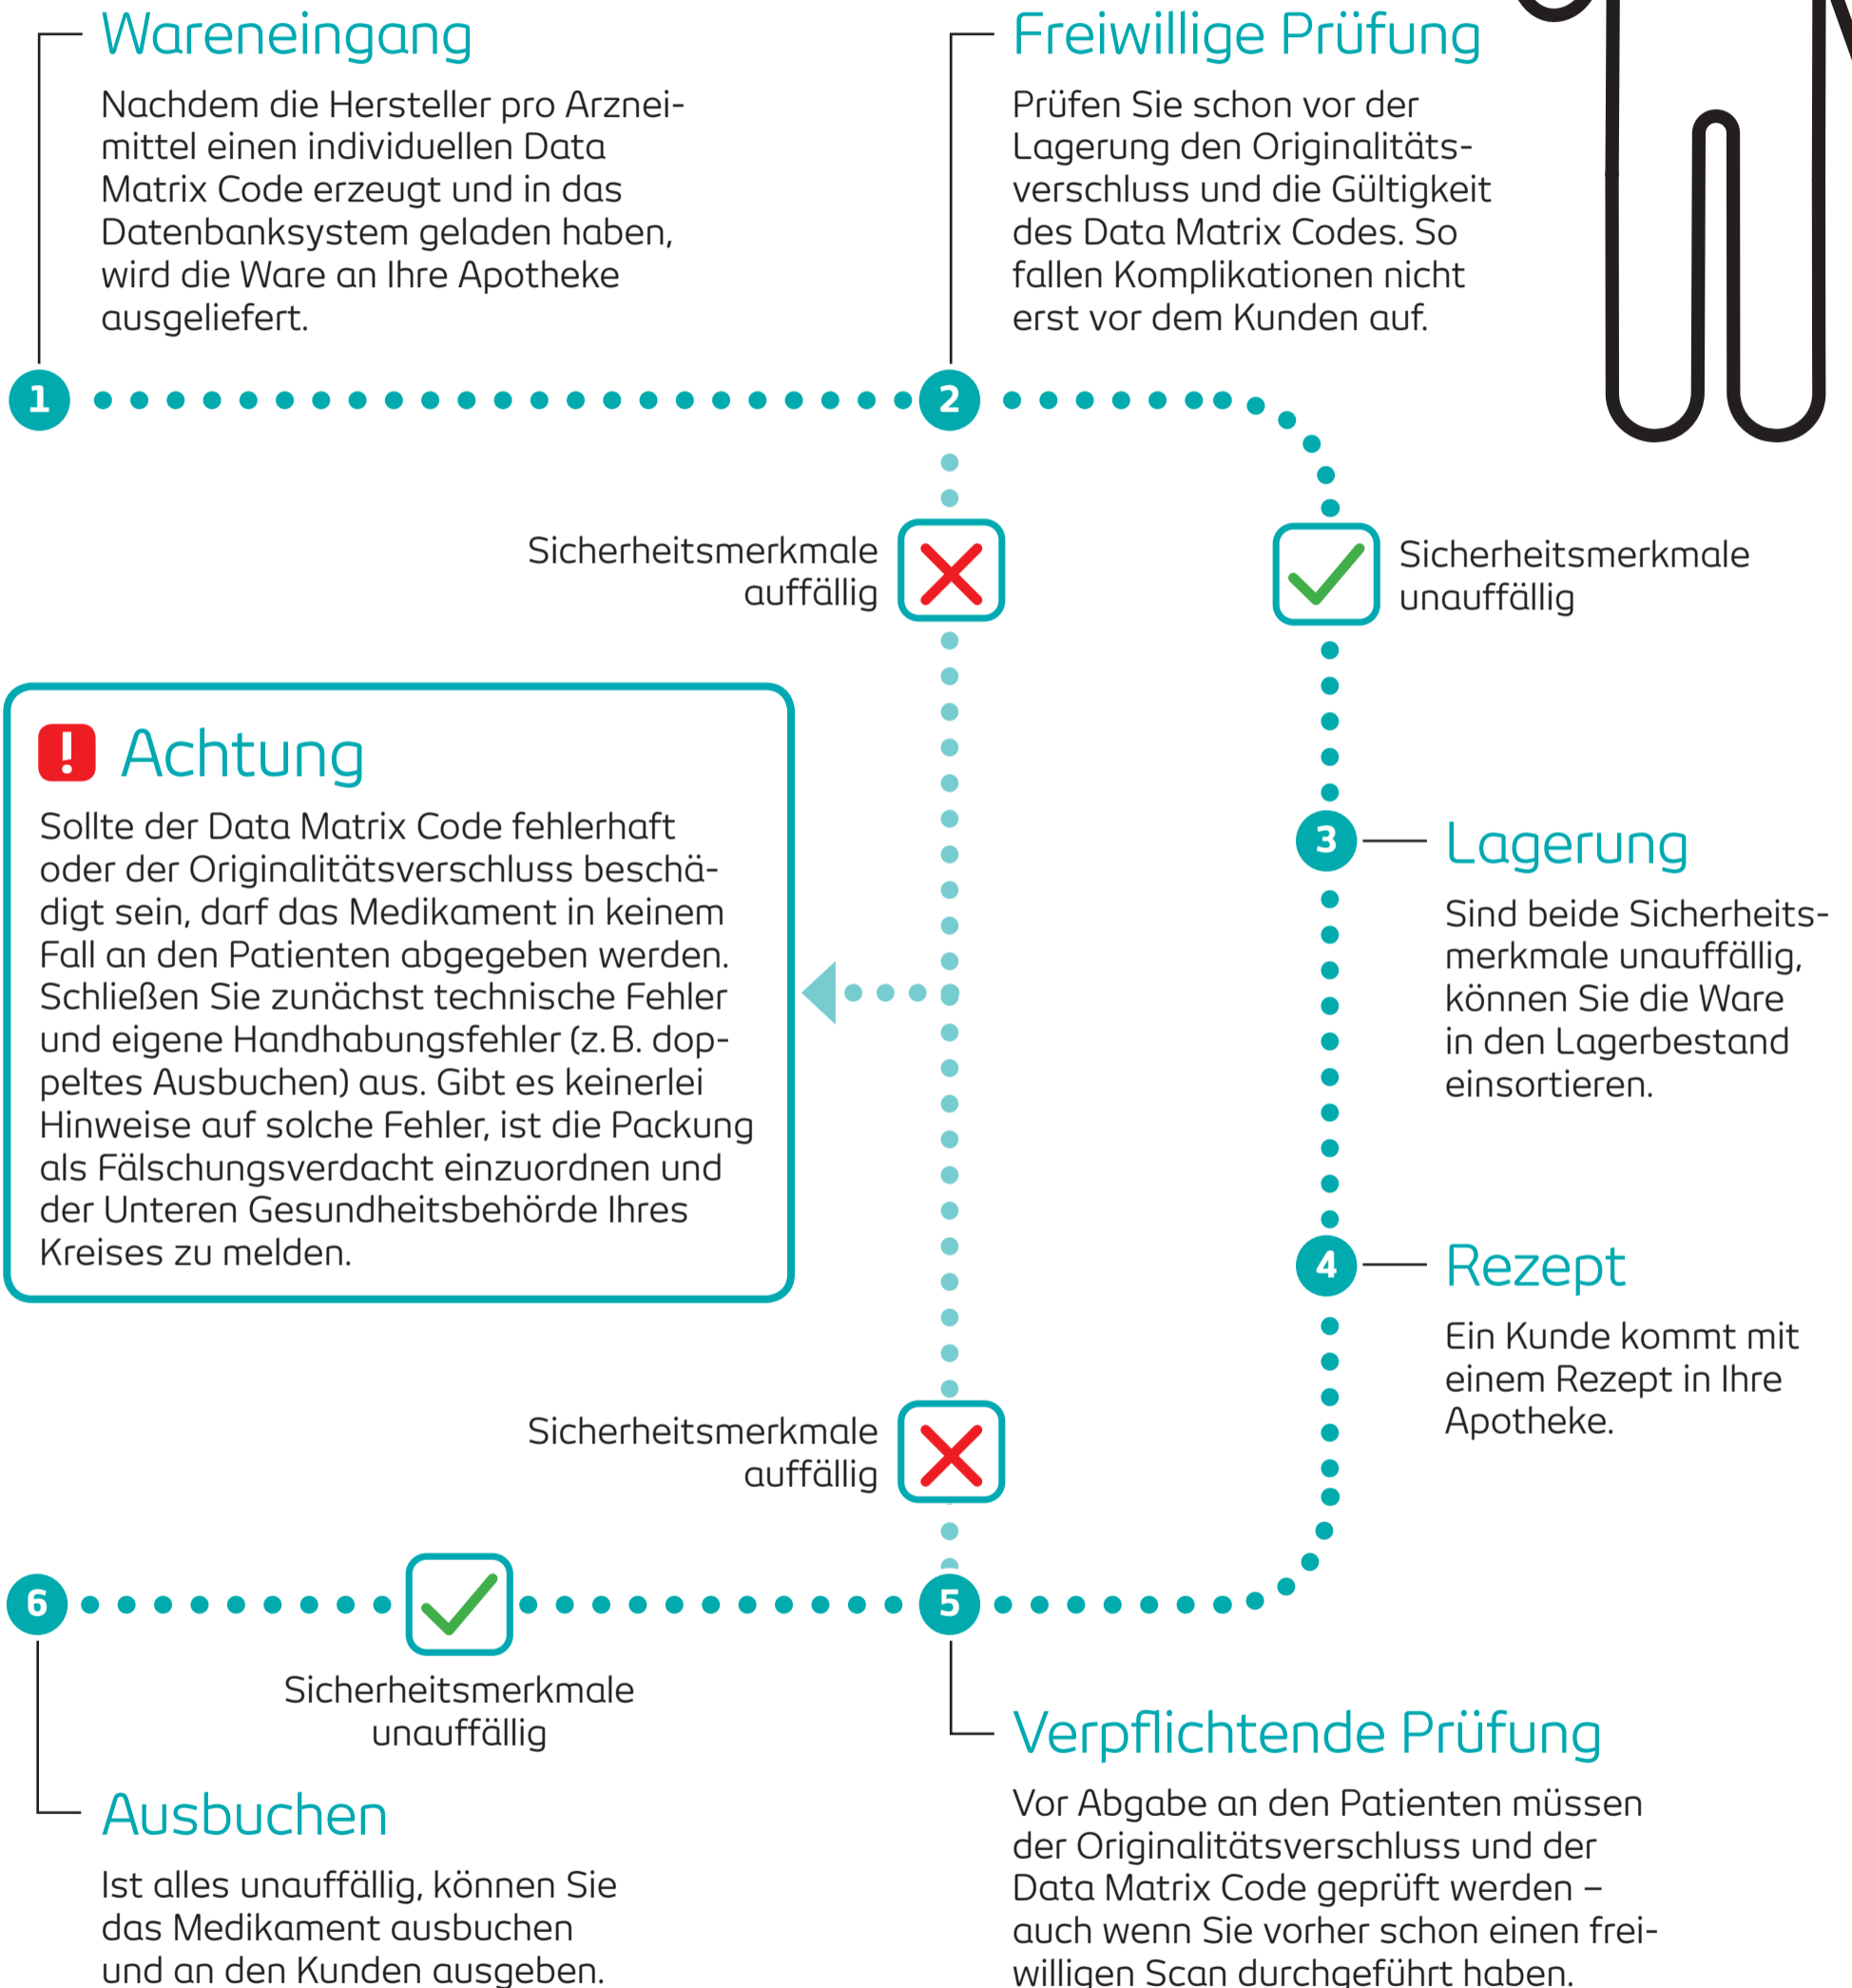 Wareneingang
Nachdem die Hersteller pro Arznei-
mittel einen individuellen Data
Matrix Code erzeugt und in das
Datenbanksystem geladen haben,
wird die Ware an Ihre Apotheke
ausgeliefert.
1
Freiwillige Prüfung
Prüfen Sie schon vor der
Lagerung den Originalitäts-
verschluss und die Gültigkeit
des Data Matrix Codes. So
fallen Komplikationen nicht
erst vor dem Kunden auf.
2
Sicherheitsmerkmale
auffällig
Sicherheitsmerkmale
unauffällig
! Achtung
Sollte der Data Matrix Code fehlerhaft
oder der Originalitätsverschluss beschä-
digt sein, darf das Medikament in keinem
Fall an den Patienten abgegeben werden.
Schließen Sie zunächst technische Fehler
und eigene Handhabungsfehler (z. B. dop-
peltes Ausbuchen) aus. Gibt es keinerlei
Hinweise auf solche Fehler, ist die Packung
als Fälschungsverdacht einzuordnen und
der Unteren Gesundheitsbehörde Ihres
Kreises zu melden.
3 Lagerung
Sind beide Sicherheits-
merkmale unauffällig,
können Sie die Ware
in den Lagerbestand
einsortieren.
4 Rezept
Ein Kunde kommt mit
einem Rezept in Ihre
Apotheke.
Sicherheitsmerkmale
auffällig
5
Verpflichtende Prüfung
Vor Abgabe an den Patienten müssen
der Originalitätsverschluss und der
Data Matrix Code geprüft werden –
auch wenn Sie vorher schon einen frei-
willigen Scan durchgeführt haben.
Sicherheitsmerkmale
unauffällig
6
Ausbuchen
Ist alles unauffällig, können Sie
das Medikament ausbuchen
und an den Kunden ausgeben.